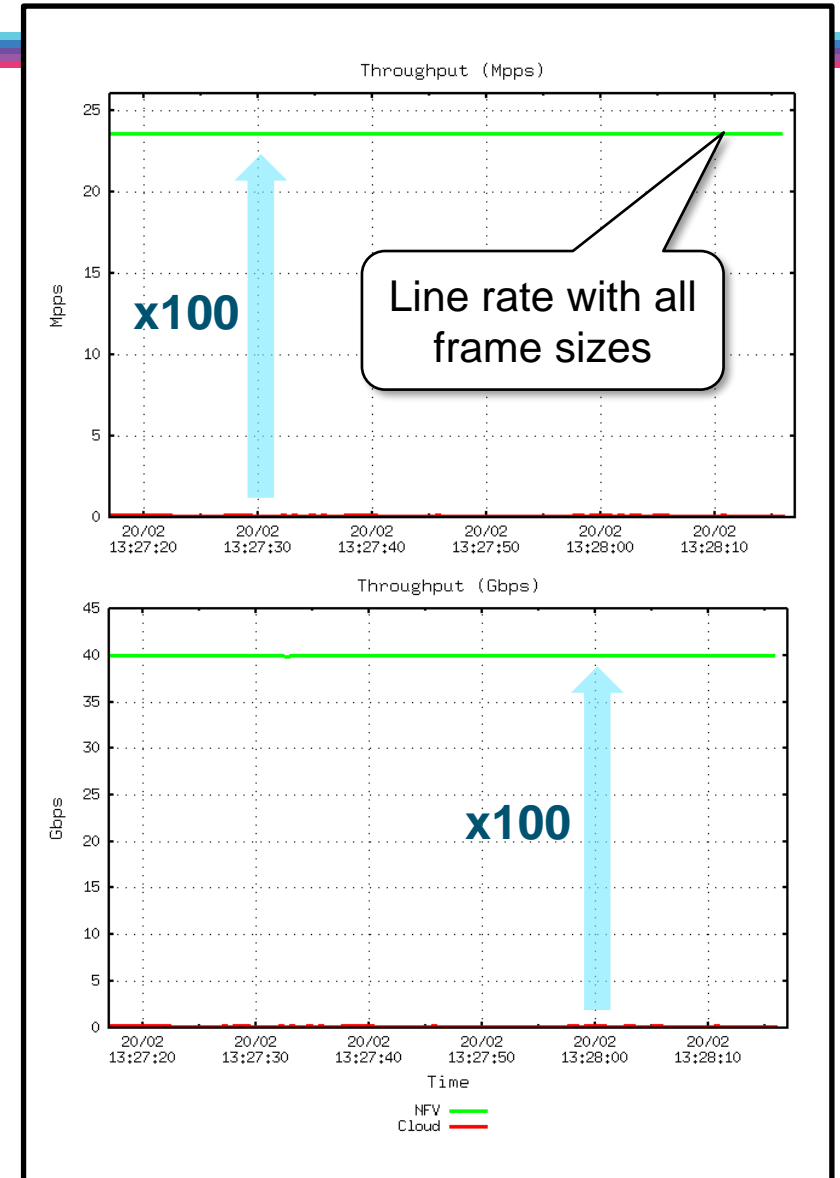 Throughput (Mpps)
25
20
15
10
5
0
Mpps
x100
Line rate with all
frame sizes
20/02 20/02 20/02 20/02 20/02 20/02
13:27:20 13:27:30 13:27:40 13:27:50 13:28:00 13:28:10
Throughput (Gbps)
45
40
35
30
25
20
15
10
5
0
Gbps
x100
20/02 20/02 20/02 20/02 20/02 20/02
13:27:20 13:27:30 13:27:40 13:27:50 13:28:00 13:28:10
Time
NFV
Cloud